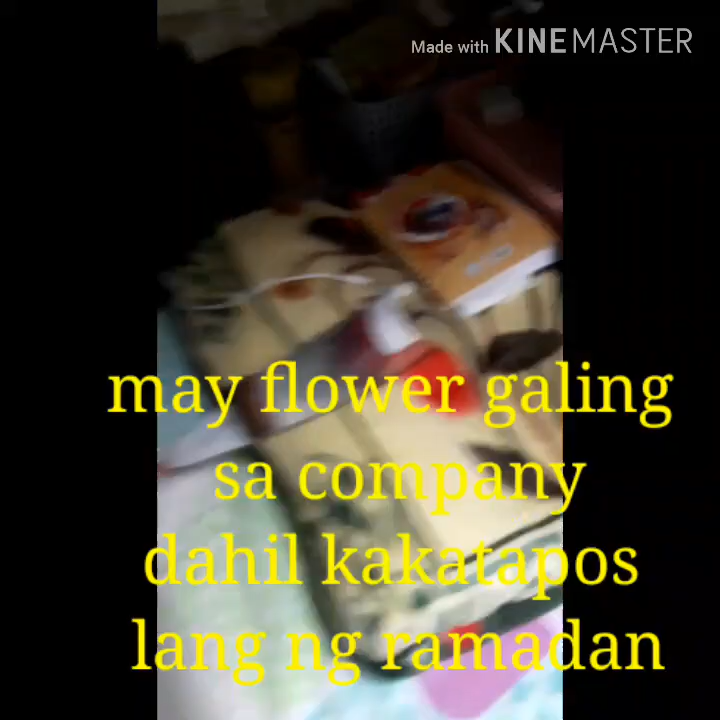 Made with KINEMASTER
may flower galing
sa company
dahil kakatapos
lang ng ramadan